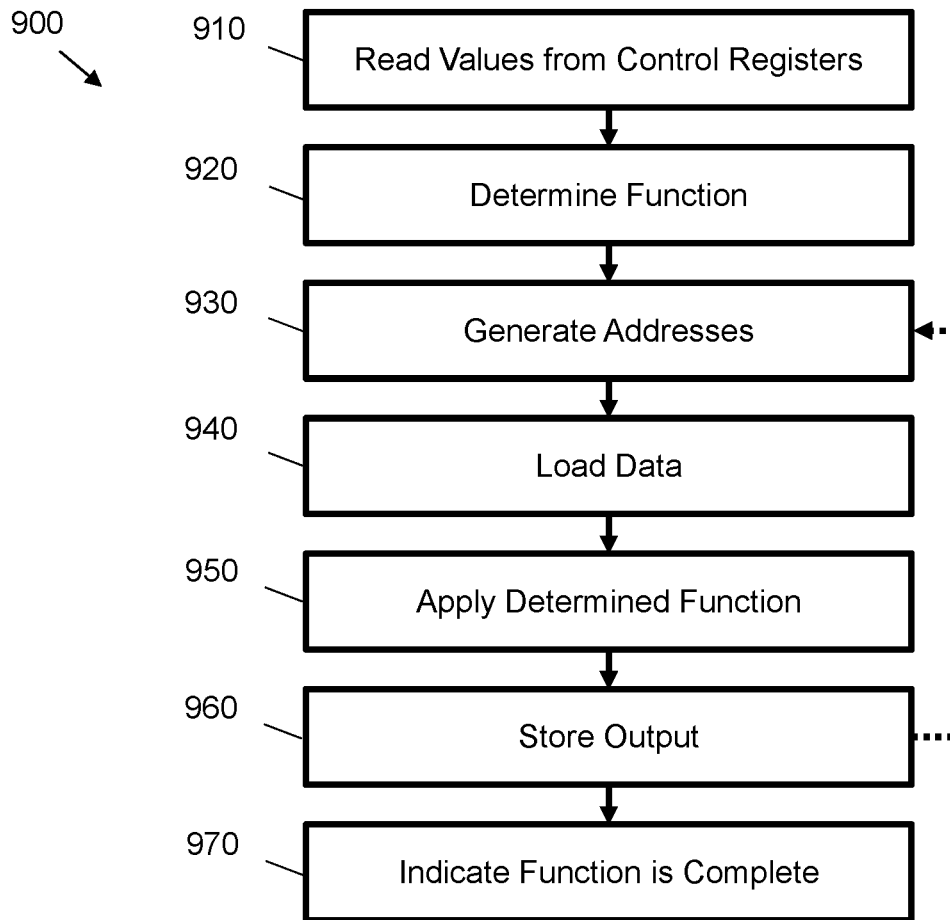 900
910
Read Values from Control Registers
920
Determine Function
930
Generate Addresses
940
Load Data
950
Apply Determined Function
960
Store Output
970
Indicate Function is Complete